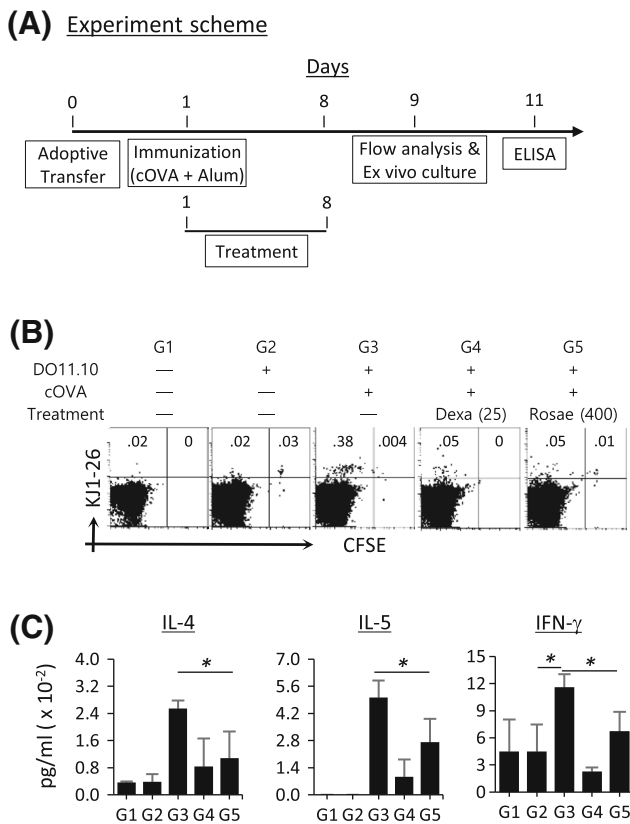 (A) Experiment scheme
Days
0 1 8 9 11
Adoptive Transfer
Immunization (cOVA + Alum)
Flow analysis & Ex vivo culture
ELISA
1 8
Treatment
(B)
G1 G2 G3 G4 G5
DO11.10 — + + + +
cOVA — — + + +
Treatment — — — Dexa (25) Rosae (400)
.02 0 .02 .03 .38 .004 .05 0 .05 .01
KJ1-26
CFSE
(C)
IL-4 IL-5 IFN-γ
pg/ml ( x 10⁻²)
4.0
3.2
2.4
1.6
0.8
0.0
*
G1 G2 G3 G4 G5
7.0
5.6
4.2
2.8
1.4
0.0
*
G1 G2 G3 G4 G5
15
12
9
6
3
0
* *
G1 G2 G3 G4 G5